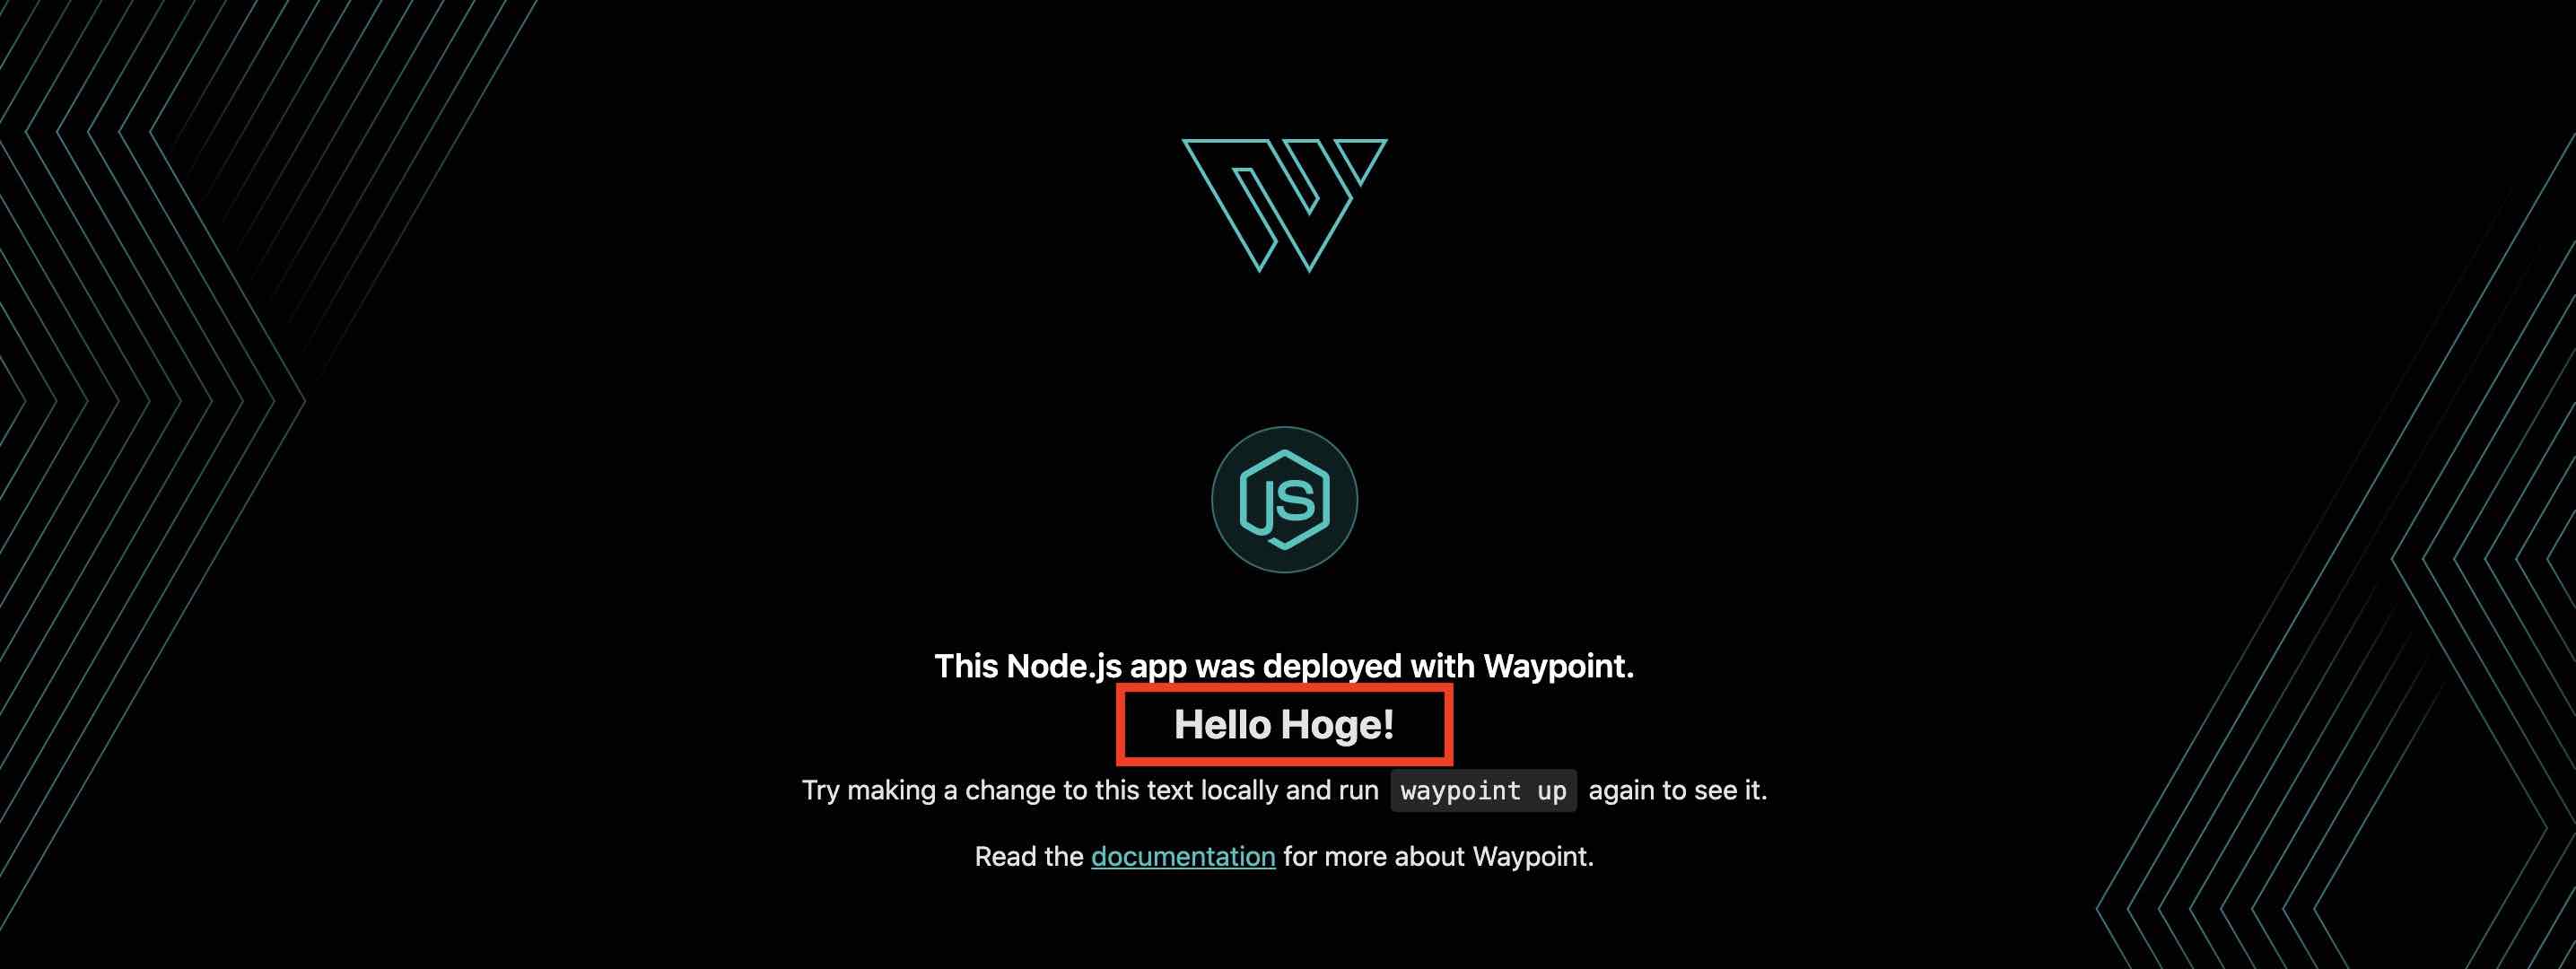 JS
This Node.js app was deployed with Waypoint.
Hello Hoge!
Try making a change to this text locally and run waypoint up again to see it.
Read the documentation for more about Waypoint.